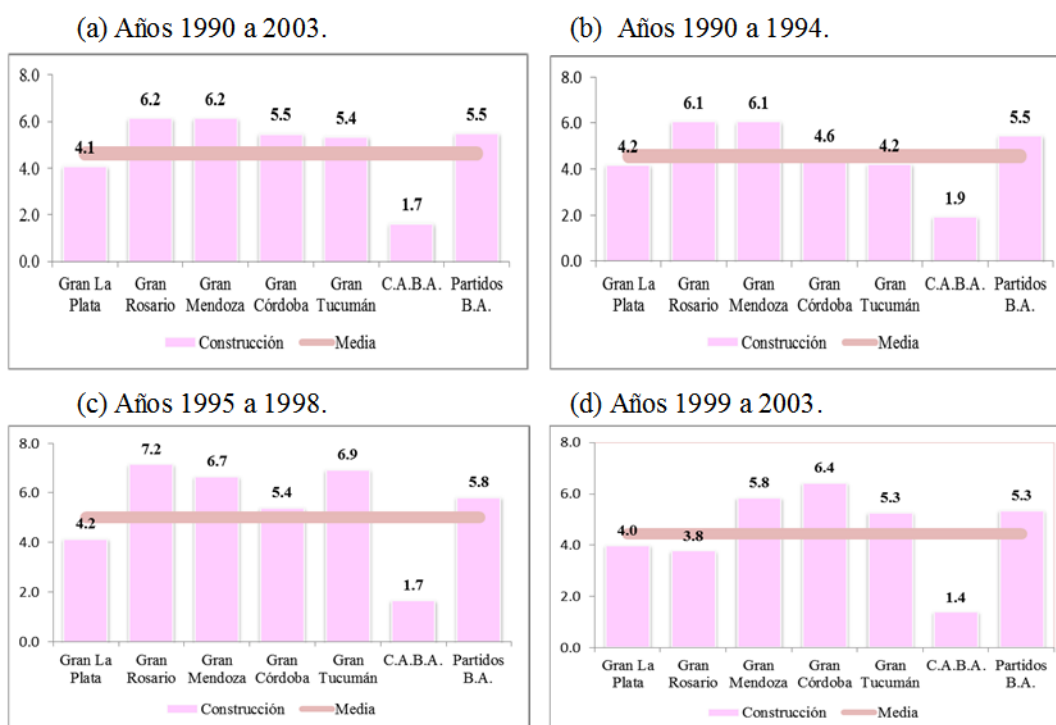 (a) Años 1990 a 2003.
8.0
6.0
4.0
2.0
0.0
4.1
6.2
6.2
5.5
5.4
1.7
5.5
Gran La Plata
Gran Rosario
Gran Mendoza
Gran Córdoba
Gran Tucumán
C.A.B.A.
Partidos B.A.
Construcción
Media
(b) Años 1990 a 1994.
8.0
6.0
4.0
2.0
0.0
4.2
6.1
6.1
4.6
4.2
1.9
5.5
Gran La Plata
Gran Rosario
Gran Mendoza
Gran Córdoba
Gran Tucumán
C.A.B.A.
Partidos B.A.
Construcción
Media
(c) Años 1995 a 1998.
8.0
6.0
4.0
2.0
0.0
4.2
7.2
6.7
5.4
6.9
1.7
5.8
Gran La Plata
Gran Rosario
Gran Mendoza
Gran Córdoba
Gran Tucumán
C.A.B.A.
Partidos B.A.
Construcción
Media
(d) Años 1999 a 2003.
8.0
6.0
4.0
2.0
0.0
4.0
3.8
5.8
6.4
5.3
1.4
5.3
Gran La Plata
Gran Rosario
Gran Mendoza
Gran Córdoba
Gran Tucumán
C.A.B.A.
Partidos B.A.
Construcción
Media